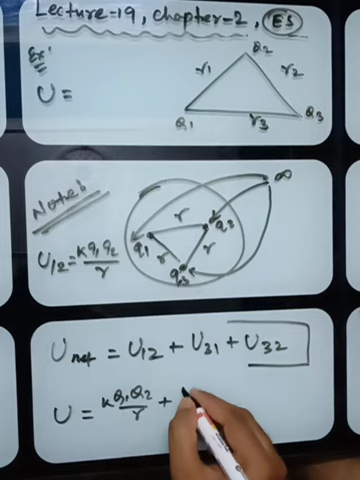 Lecture-19, chapter-2, ES
Ex:
U =
Q2
r1
r2
Q1
r3
Q3
Notes
∞
r
q1
q2
r
r
q3
U12 = Kq1q2/r
Unet = U12 + U31 + U32
U = KQ1Q2/r +